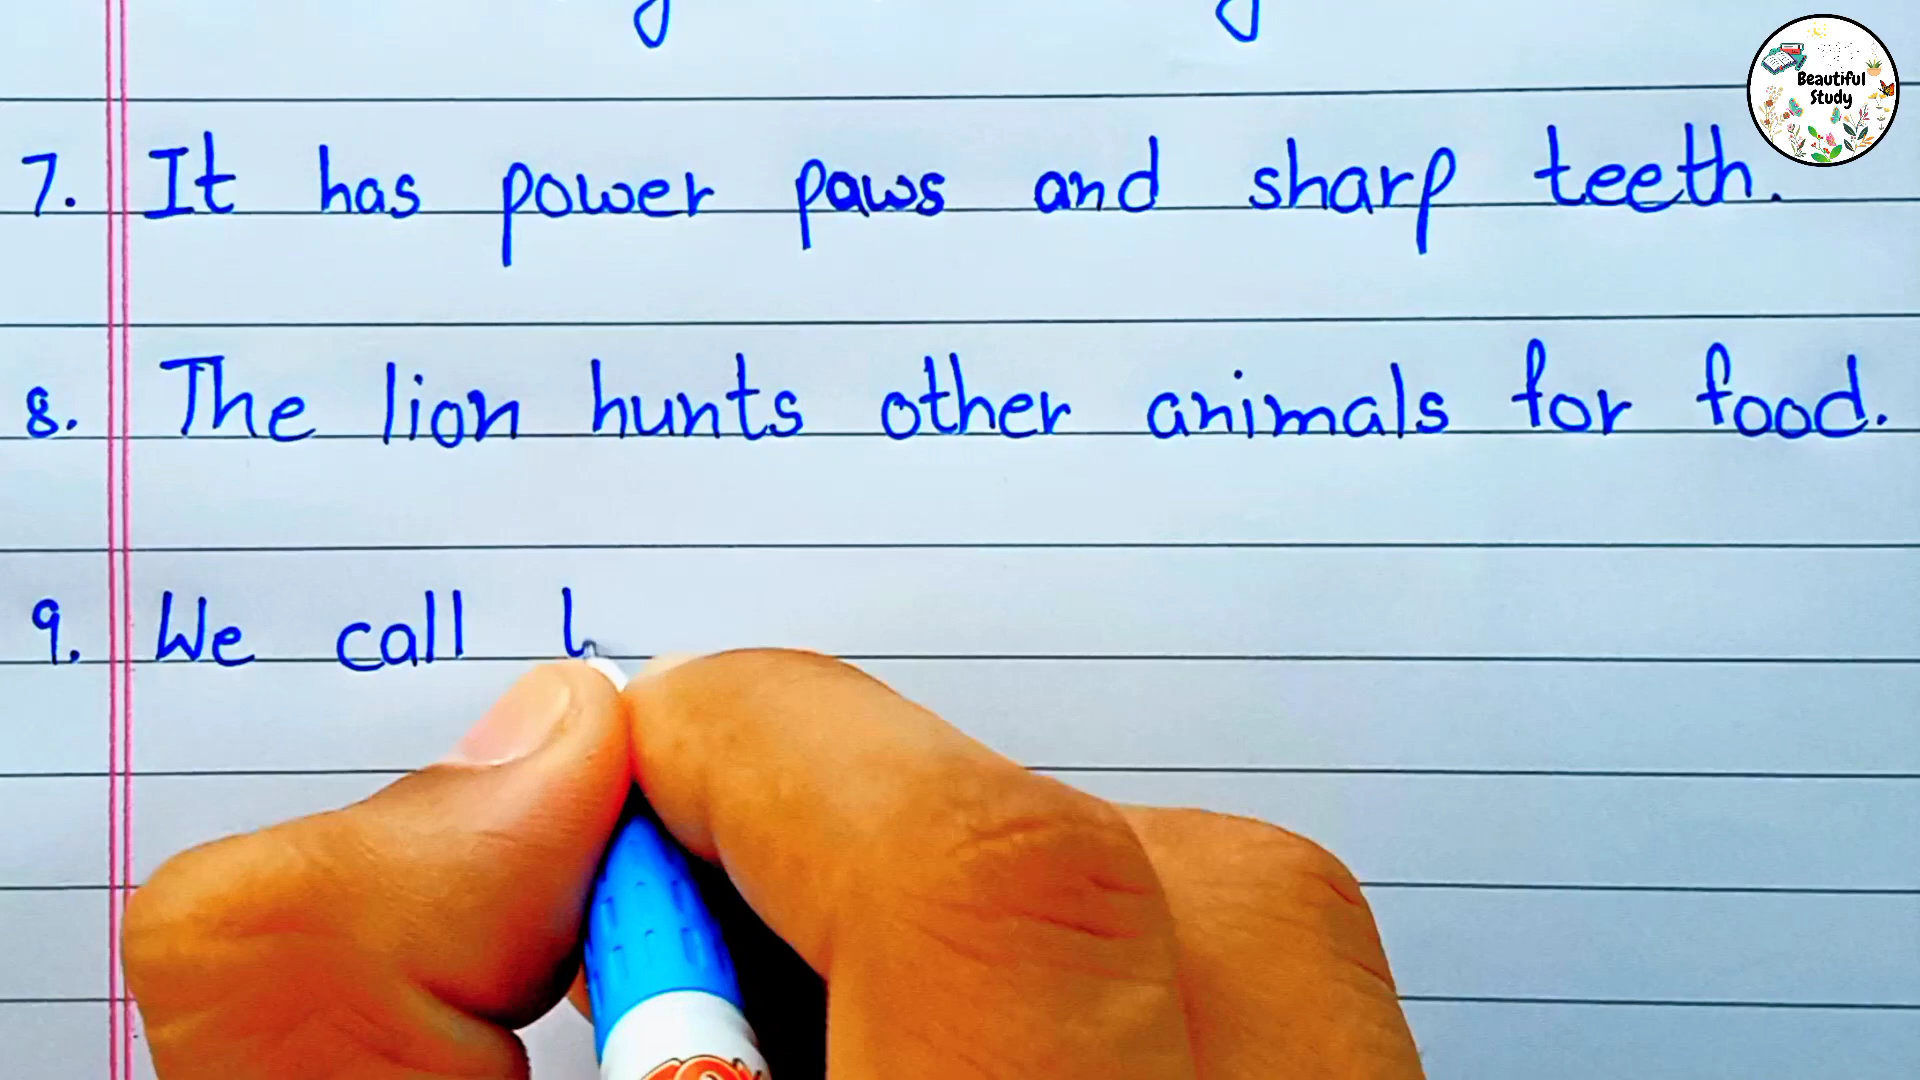 Beautiful
Study
7. It has power paws and sharp teeth.
8. The lion hunts other animals for food.
9. We call